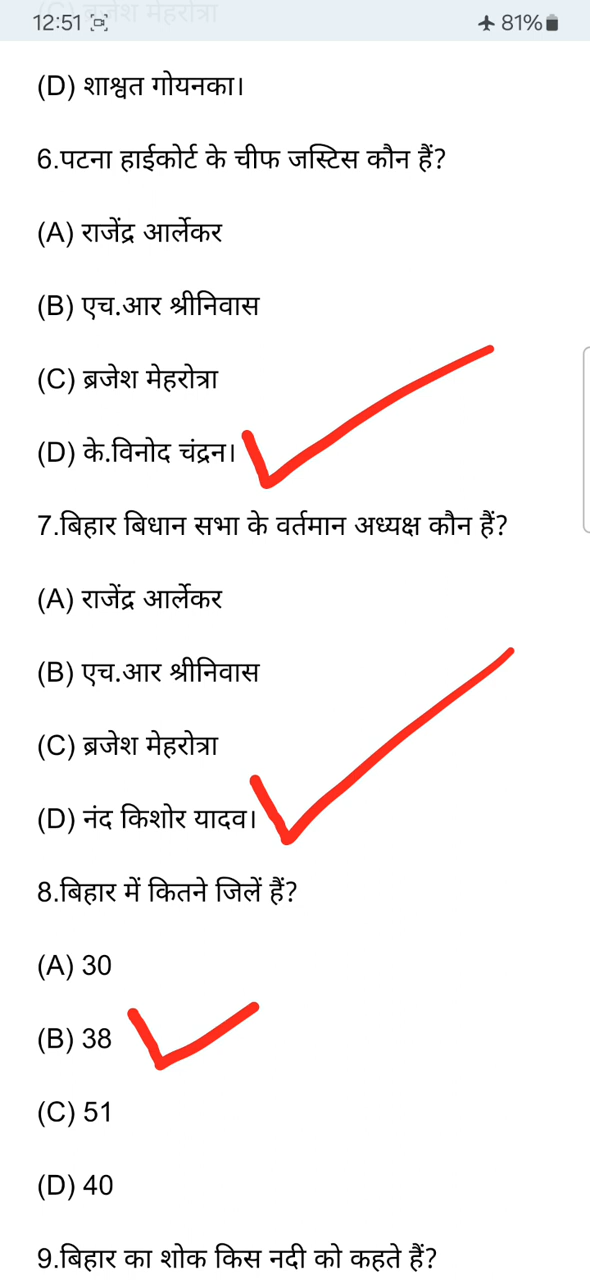 (C) ब्रजेश मेहरोत्रा
12:51
81%
(D) शाश्वत गोयनका।
6.पटना हाईकोर्ट के चीफ जस्टिस कौन हैं?
(A) राजेंद्र आर्लेकर
(B) एच.आर श्रीनिवास
(C) ब्रजेश मेहरोत्रा
(D) के.विनोद चंद्रन।
7.बिहार बिधान सभा के वर्तमान अध्यक्ष कौन हैं?
(A) राजेंद्र आर्लेकर
(B) एच.आर श्रीनिवास
(C) ब्रजेश मेहरोत्रा
(D) नंद किशोर यादव।
8.बिहार में कितने जिलें हैं?
(A) 30
(B) 38
(C) 51
(D) 40
9.बिहार का शोक किस नदी को कहते हैं?